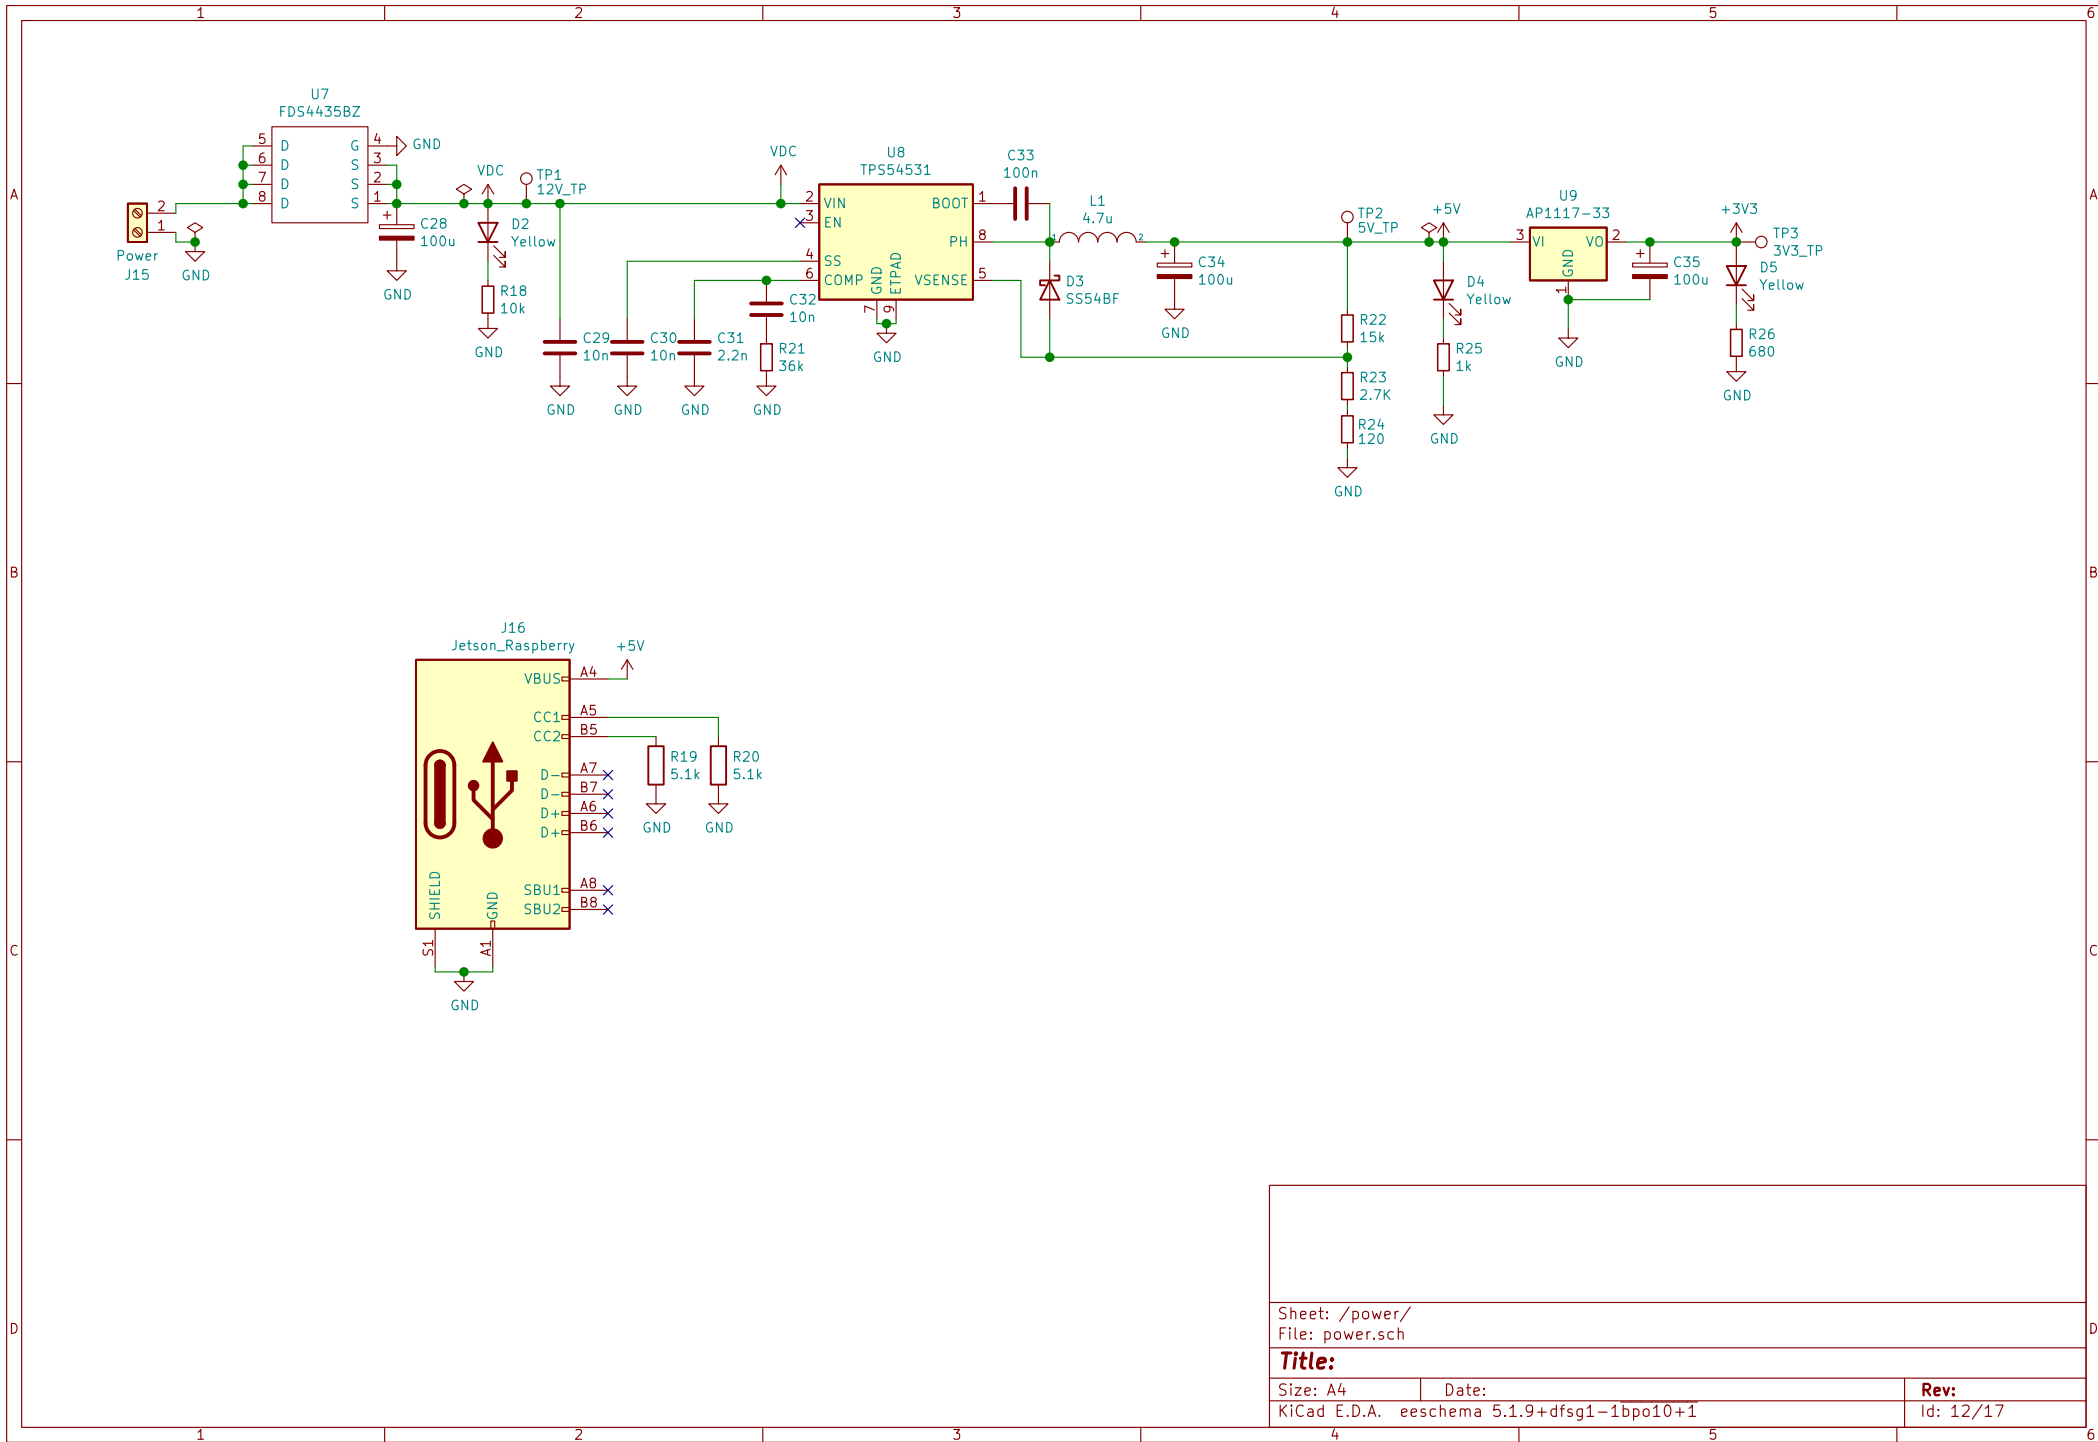 1 2 3 4 5 6
A
B
C
D
U7
FDS4435BZ
5 D
6 D
7 D
8 D
G 4
S 3
S 2
S 1
GND
2
1
Power
J15
GND
+
C28
100u
GND
VDC
D2
Yellow
R18
10k
GND
TP1
12V_TP
C29
10n
GND
C30
10n
GND
C31
2.2n
GND
C32
10n
R21
36k
GND
VDC
U8
TPS54531
2 VIN
3 EN
4 SS
6 COMP
BOOT 1
PH 8
VSENSE 5
GND 7
ETPAD 9
GND
C33
100n
L1
4.7u
1 2
D3
SS54BF
+
C34
100u
GND
TP2
5V_TP
R22
15k
R23
2.7K
R24
120
GND
+5V
D4
Yellow
R25
1k
GND
U9
AP1117-33
3 VI
VO 2
GND
1
GND
+
C35
100u
+3V3
TP3
3V3_TP
D5
Yellow
R26
680
GND
J16
Jetson_Raspberry
+5V
VBUS A4
CC1 A5
CC2 B5
D- A7
D- B7
D+ A6
D+ B6
SBU1 A8
SBU2 B8
SHIELD
GND
S1
A1
GND
R19
5.1k
GND
R20
5.1k
GND
Sheet: /power/
File: power.sch
Title:
Size: A4 Date: Rev:
KiCad E.D.A. eeschema 5.1.9+dfsg1-1bpo10+1 Id: 12/17
A
B
C
D
1 2 3 4 5 6